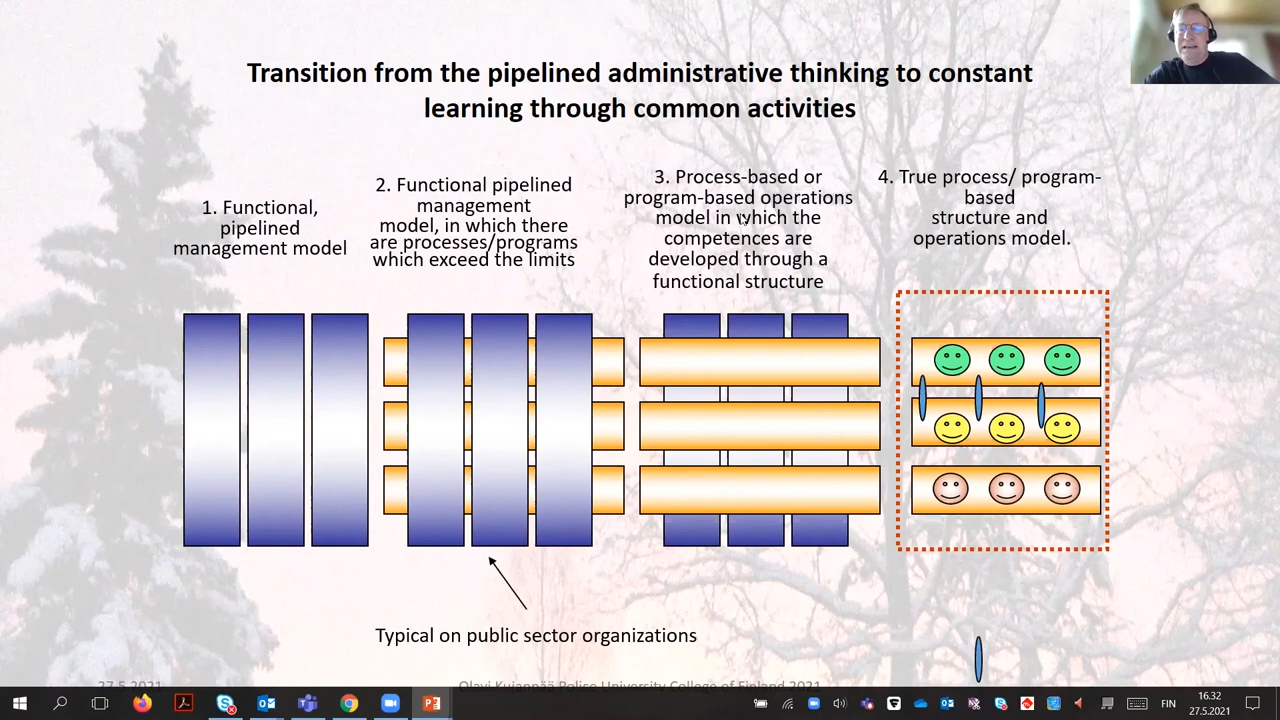 Transition from the pipelined administrative thinking to constant
learning through common activities
1. Functional,
pipelined
management model
2. Functional pipelined
management
model, in which there
are processes/programs
which exceed the limits
3. Process-based or
program-based operations
model in which the
competences are
developed through a
functional structure
4. True process/ program-
based
structure and
operations model.
Typical on public sector organizations
27.5.2021
Olavi Kujanpää Police University College of Finland 2021
FIN
16.32
27.5.2021